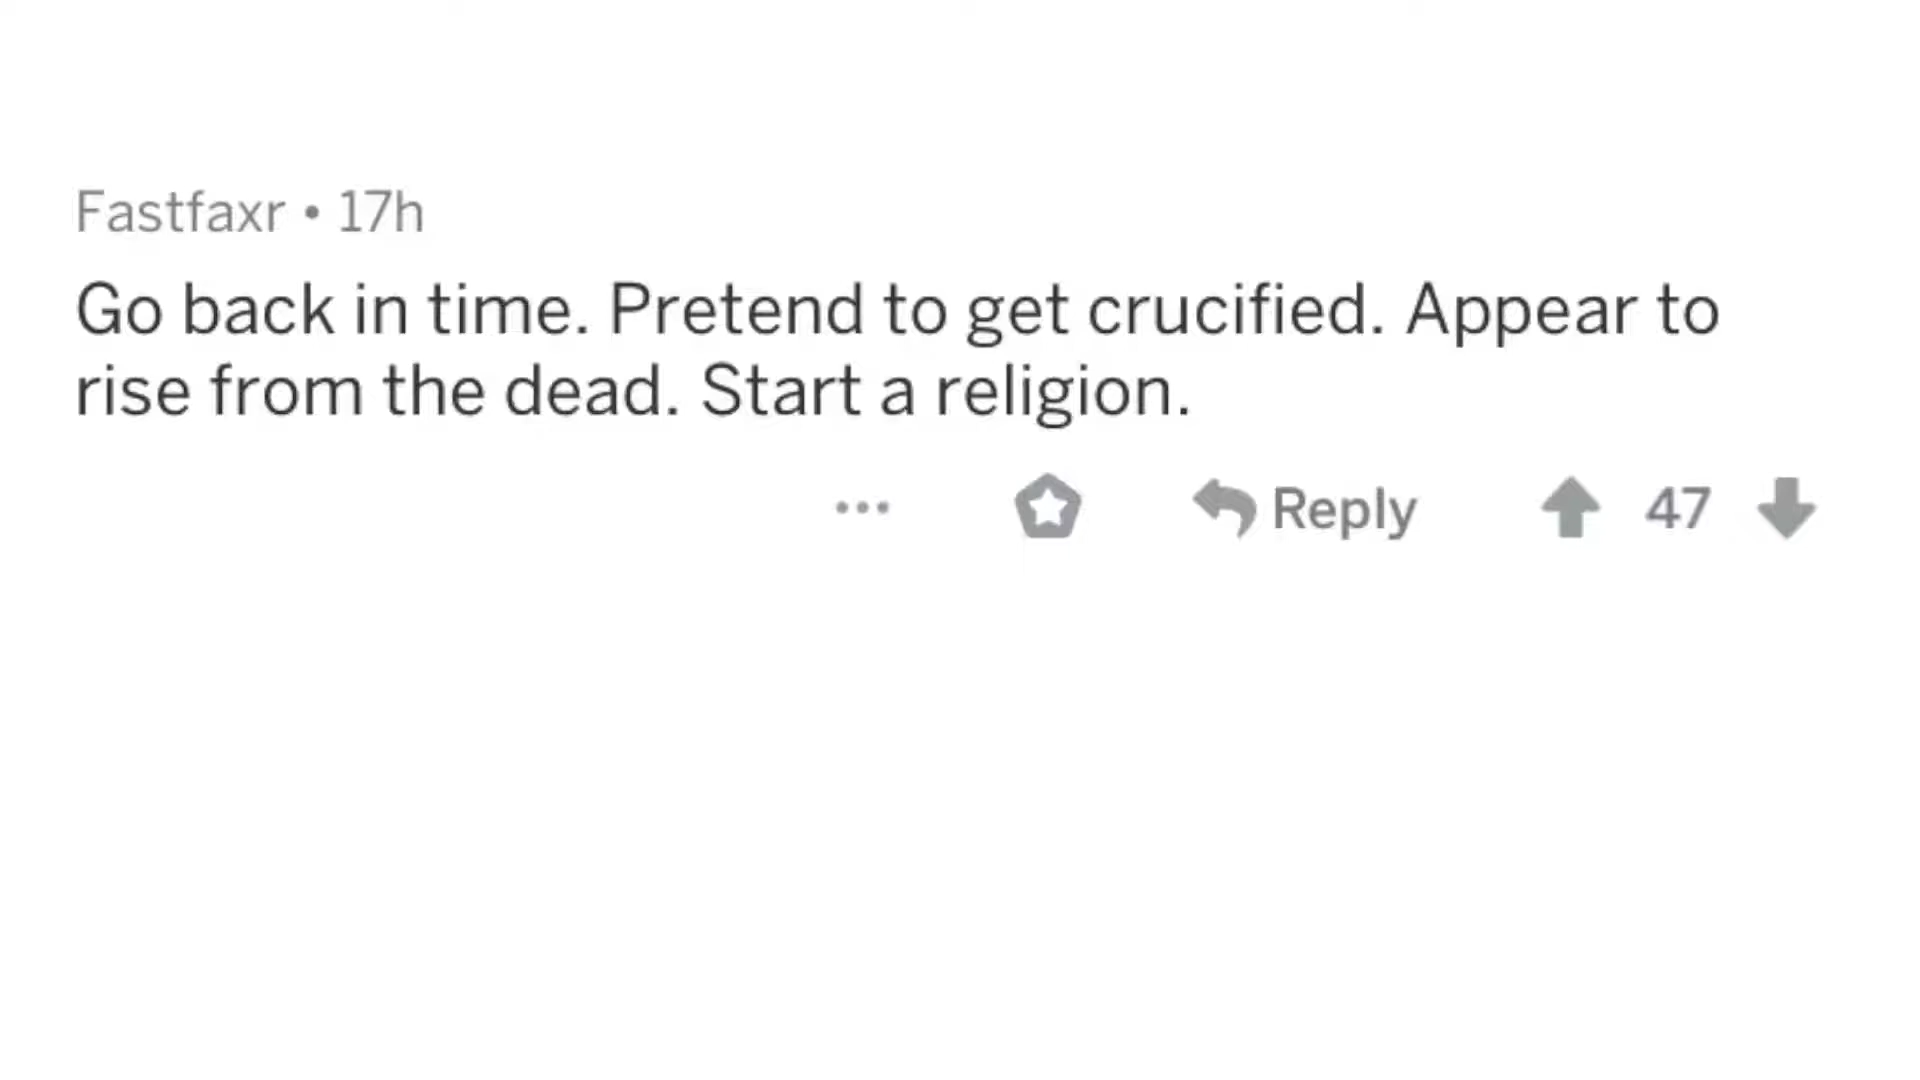 Fastfaxr • 17h
Go back in time. Pretend to get crucified. Appear to
rise from the dead. Start a religion.
Reply 47